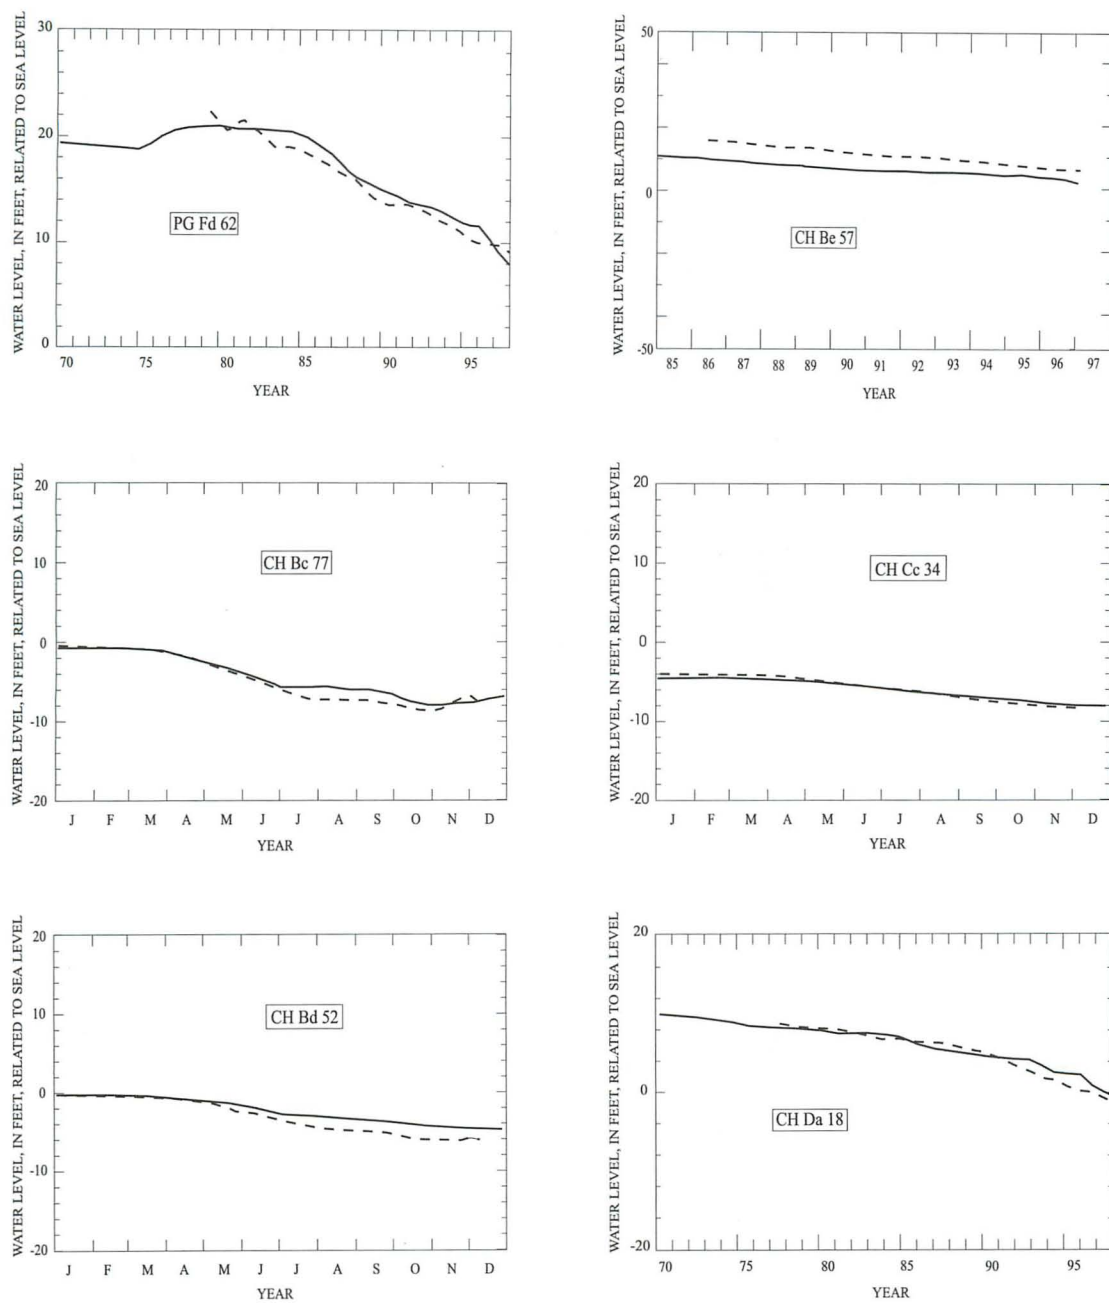 WATER LEVEL, IN FEET, RELATED TO SEA LEVEL
30
20
10
0
PG Fd 62
70 75 80 85 90 95
YEAR
WATER LEVEL, IN FEET, RELATED TO SEA LEVEL
50
0
-50
CH Be 57
85 86 87 88 89 90 91 92 93 94 95 96 97
YEAR
WATER LEVEL, IN FEET, RELATED TO SEA LEVEL
20
10
0
-10
-20
CH Bc 77
J F M A M J J A S O N D
YEAR
WATER LEVEL, IN FEET, RELATED TO SEA LEVEL
20
10
0
-10
-20
CH Cc 34
J F M A M J J A S O N D
YEAR
WATER LEVEL, IN FEET, RELATED TO SEA LEVEL
20
10
0
-10
-20
CH Bd 52
J F M A M J J A S O N D
YEAR
WATER LEVEL, IN FEET, RELATED TO SEA LEVEL
20
10
0
-10
-20
CH Da 18
70 75 80 85 90 95
YEAR